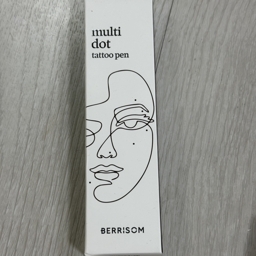 multi
dot
tattoo pen
BERRISOM